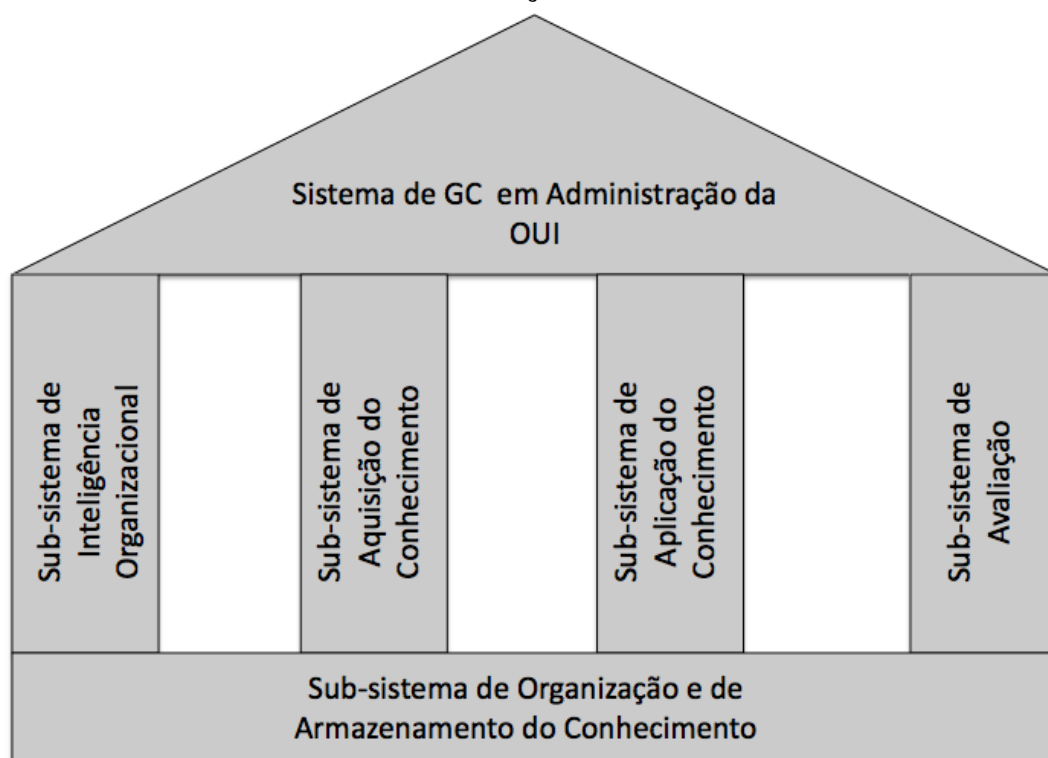 Sistema de GC em Administração da
OUI
Sub-sistema de
Inteligência
Organizacional
Sub-sistema de
Aquisição do
Conhecimento
Sub-sistema de
Aplicação do
Conhecimento
Sub-sistema de
Avaliação
Sub-sistema de Organização e de
Armazenamento do Conhecimento